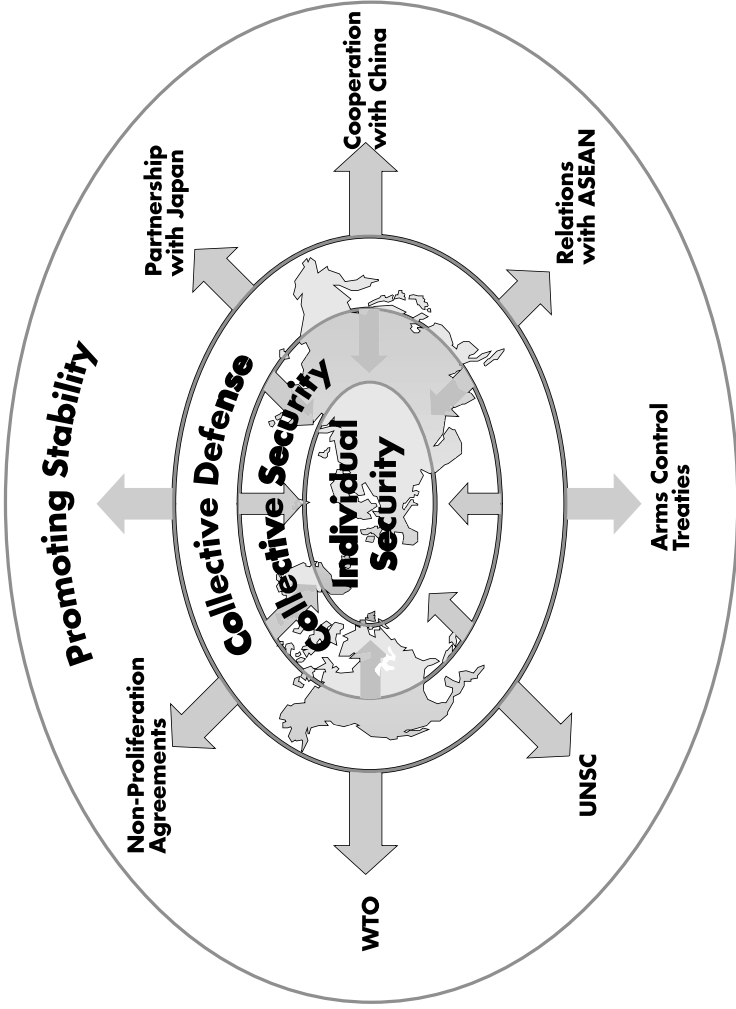 Promoting Stability
Collective Defense
Collective Security
Individual
Security
Non-Proliferation
Agreements
Partnership
with Japan
WTO
Cooperation
with China
UNSC
Relations
with ASEAN
Arms Control
Treaties